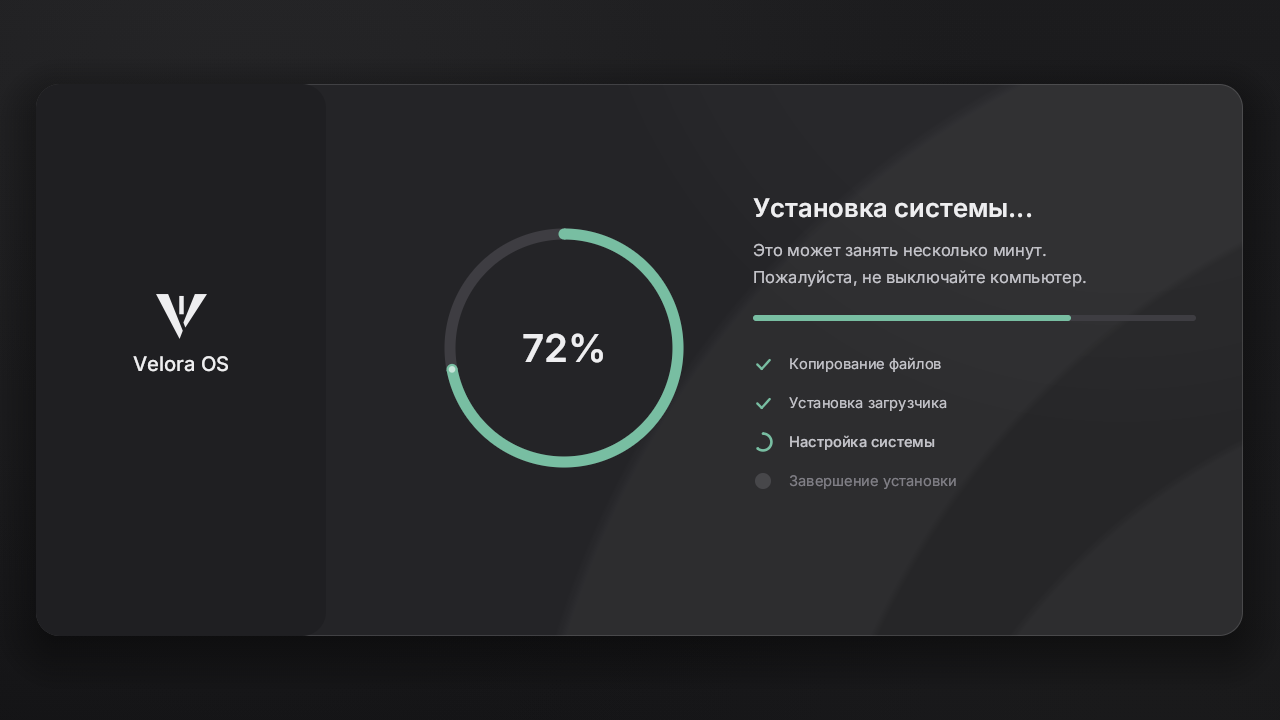 Velora OS
72%
Установка системы...
Это может занять несколько минут.
Пожалуйста, не выключайте компьютер.
Копирование файлов
Установка загрузчика
Настройка системы
Завершение установки